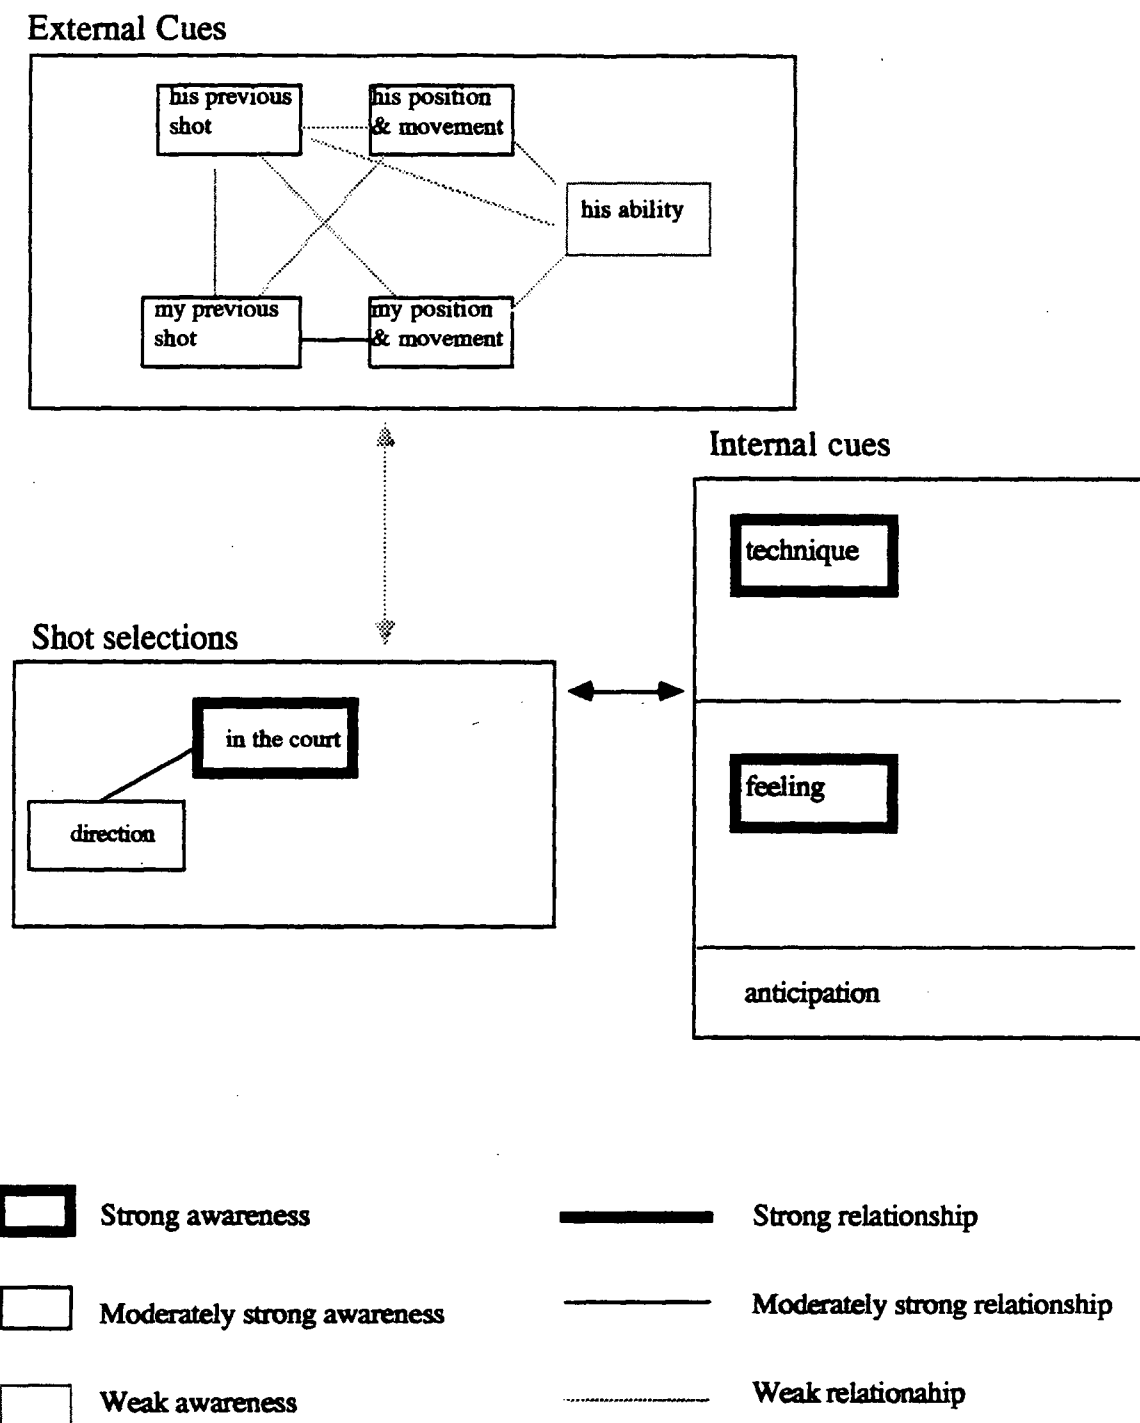 External Cues
his previous
shot
his position
& movement
his ability
my previous
shot
my position
& movement
Internal cues
technique
Shot selections
in the court
feeling
direction
anticipation
Strong awareness
Strong relationship
Moderately strong awareness
Moderately strong relationship
Weak awareness
Weak relationahip